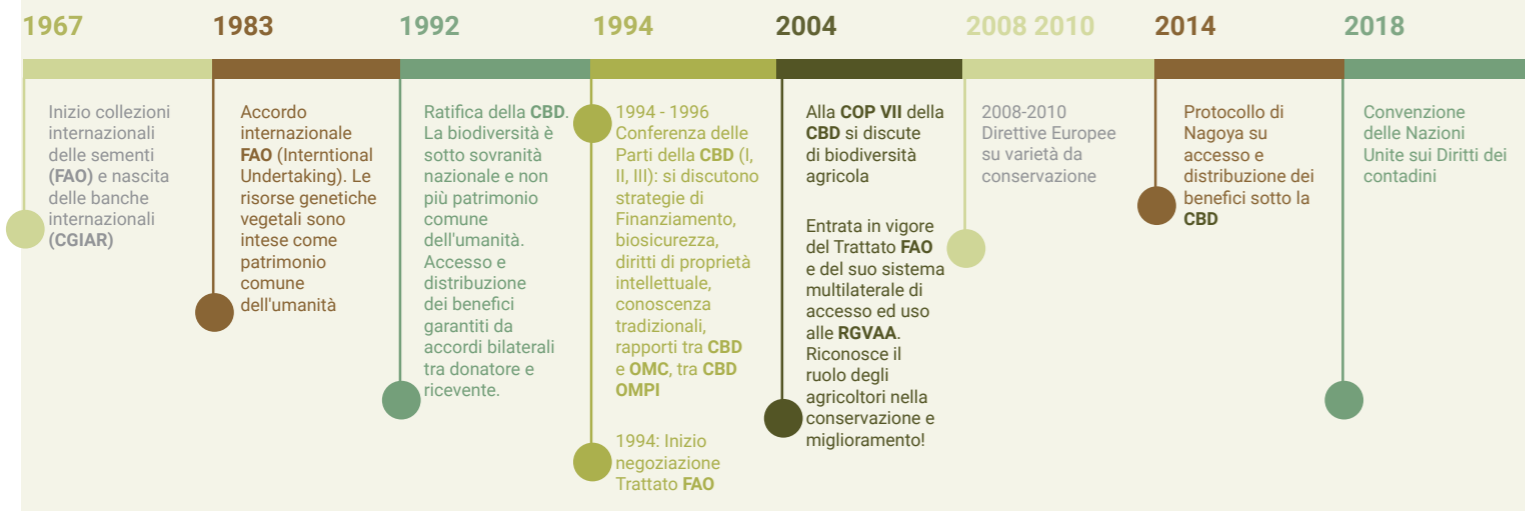 1967
Inizio collezioni
internazionali
delle sementi
(FAO) e nascita
delle banche
internazionali
(CGIAR)
1983
Accordo
internazionale
FAO (Interntional
Undertaking). Le
risorse genetiche
vegetali sono
intese come
patrimonio
comune
dell'umanità
1992
Ratifica della CBD.
La biodiversità è
sotto sovranità
nazionale e non
più patrimonio
comune
dell'umanità.
Accesso e
distribuzione
dei benefici
garantiti da
accordi bilaterali
tra donatore e
ricevente.
1994
1994 - 1996
Conferenza delle
Parti della CBD (I,
II, III): si discutono
strategie di
Finanziamento,
biosicurezza,
diritti di proprietà
intellettuale,
conoscenza
tradizionali,
rapporti tra CBD
e OMC, tra CBD
OMPI
1994: Inizio
negoziazione
Trattato FAO
2004
Alla COP VII della
CBD si discute
di biodiversità
agricola
Entrata in vigore
del Trattato FAO
e del suo sistema
multilaterale di
accesso ed uso
alle RGVAA.
Riconosce il
ruolo degli
agricoltori nella
conservazione e
miglioramento!
2008 2010
2008-2010
Direttive Europee
su varietà da
conservazione
2014
Protocollo di
Nagoya su
accesso e
distribuzione dei
benefici sotto la
CBD
2018
Convenzione
delle Nazioni
Unite sui Diritti dei
contadini